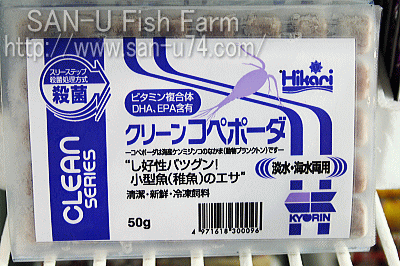 SAN-U Fish Farm
http://www.san-u74.com/
スリーステップ
殺菌処理方式
殺菌
Hikari
ビタミン複合体
DHA、EPA含有
クリーンコペポーダ
―コペポーダは海産ケンミジンコのなかま(動物プランクトン)です―
淡水・海水両用
"し好性バツグン!
小型魚(稚魚)のエサ"
清潔・新鮮・冷凍飼料
CLEAN
SERIES
50g
4 971618 300096
KYORIN